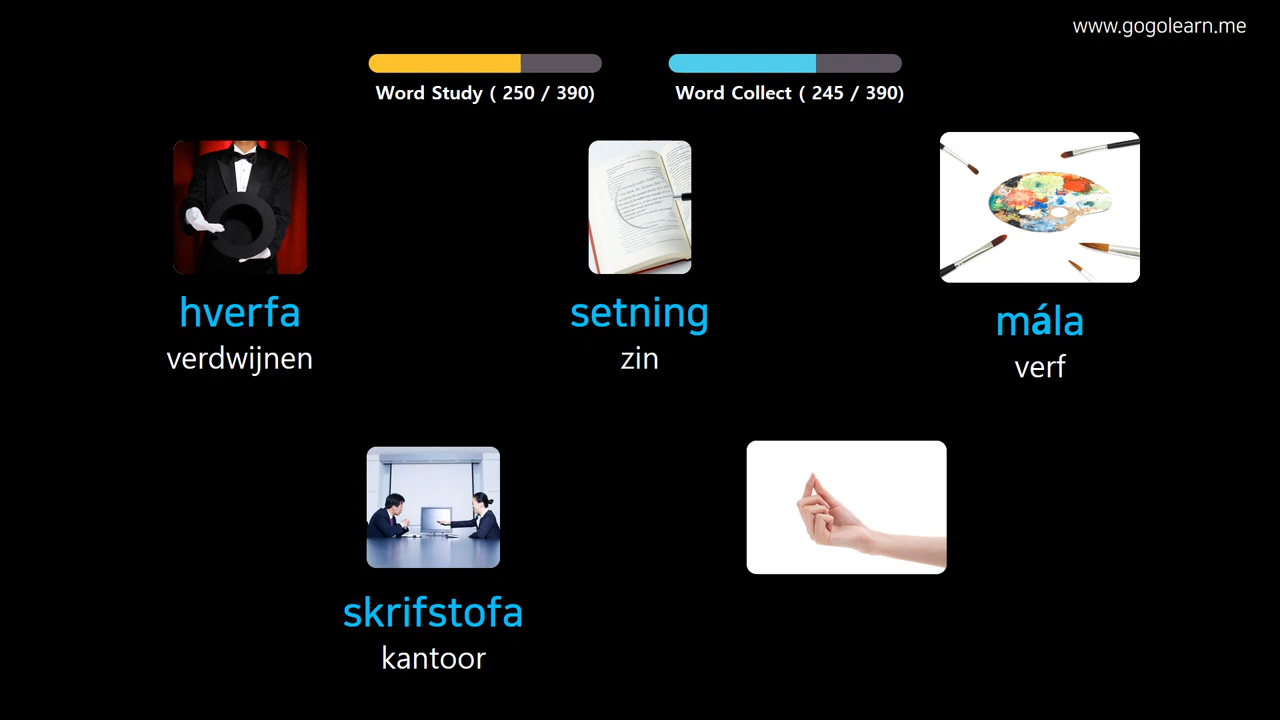 www.gogolearn.me
Word Study ( 250 / 390)
Word Collect ( 245 / 390)
hverfa
verdwijnen
setning
zin
mála
verf
skrifstofa
kantoor